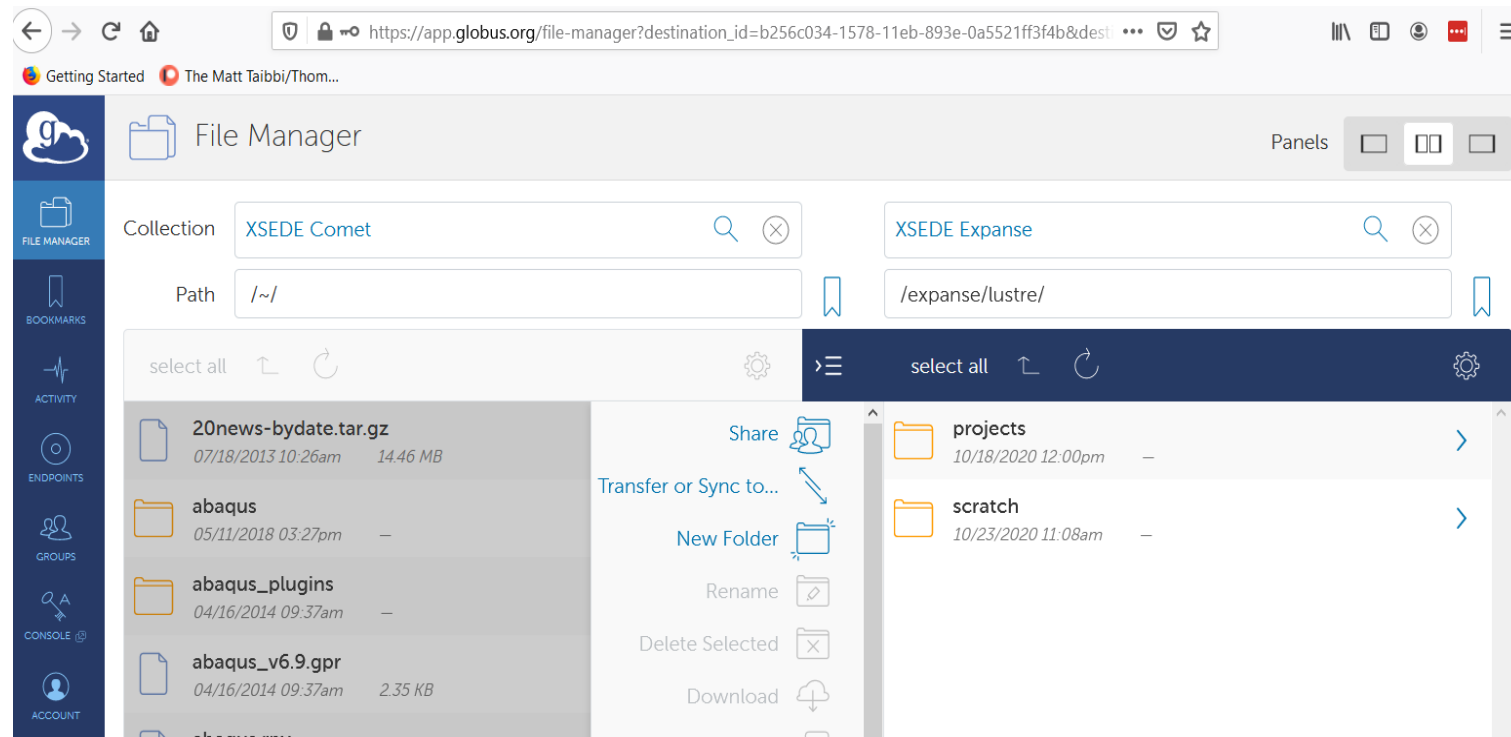 https://app.globus.org/file-manager?destination_id=b256c034-1578-11eb-893e-0a5521ff3f4b&dest
Getting Started
The Matt Taibbi/Thom...
g
File Manager
Panels
FILE MANAGER
BOOKMARKS
ACTIVITY
ENDPOINTS
GROUPS
CONSOLE
ACCOUNT
Collection
XSEDE Comet
XSEDE Expanse
Path
/~/
/expanse/lustre/
select all
select all
20news-bydate.tar.gz
07/18/2013 10:26am 14.46 MB
abaqus
05/11/2018 03:27pm —
abaqus_plugins
04/16/2014 09:37am —
abaqus_v6.9.gpr
04/16/2014 09:37am 2.35 KB
Share
Transfer or Sync to...
New Folder
Rename
Delete Selected
Download
projects
10/18/2020 12:00pm —
scratch
10/23/2020 11:08am —